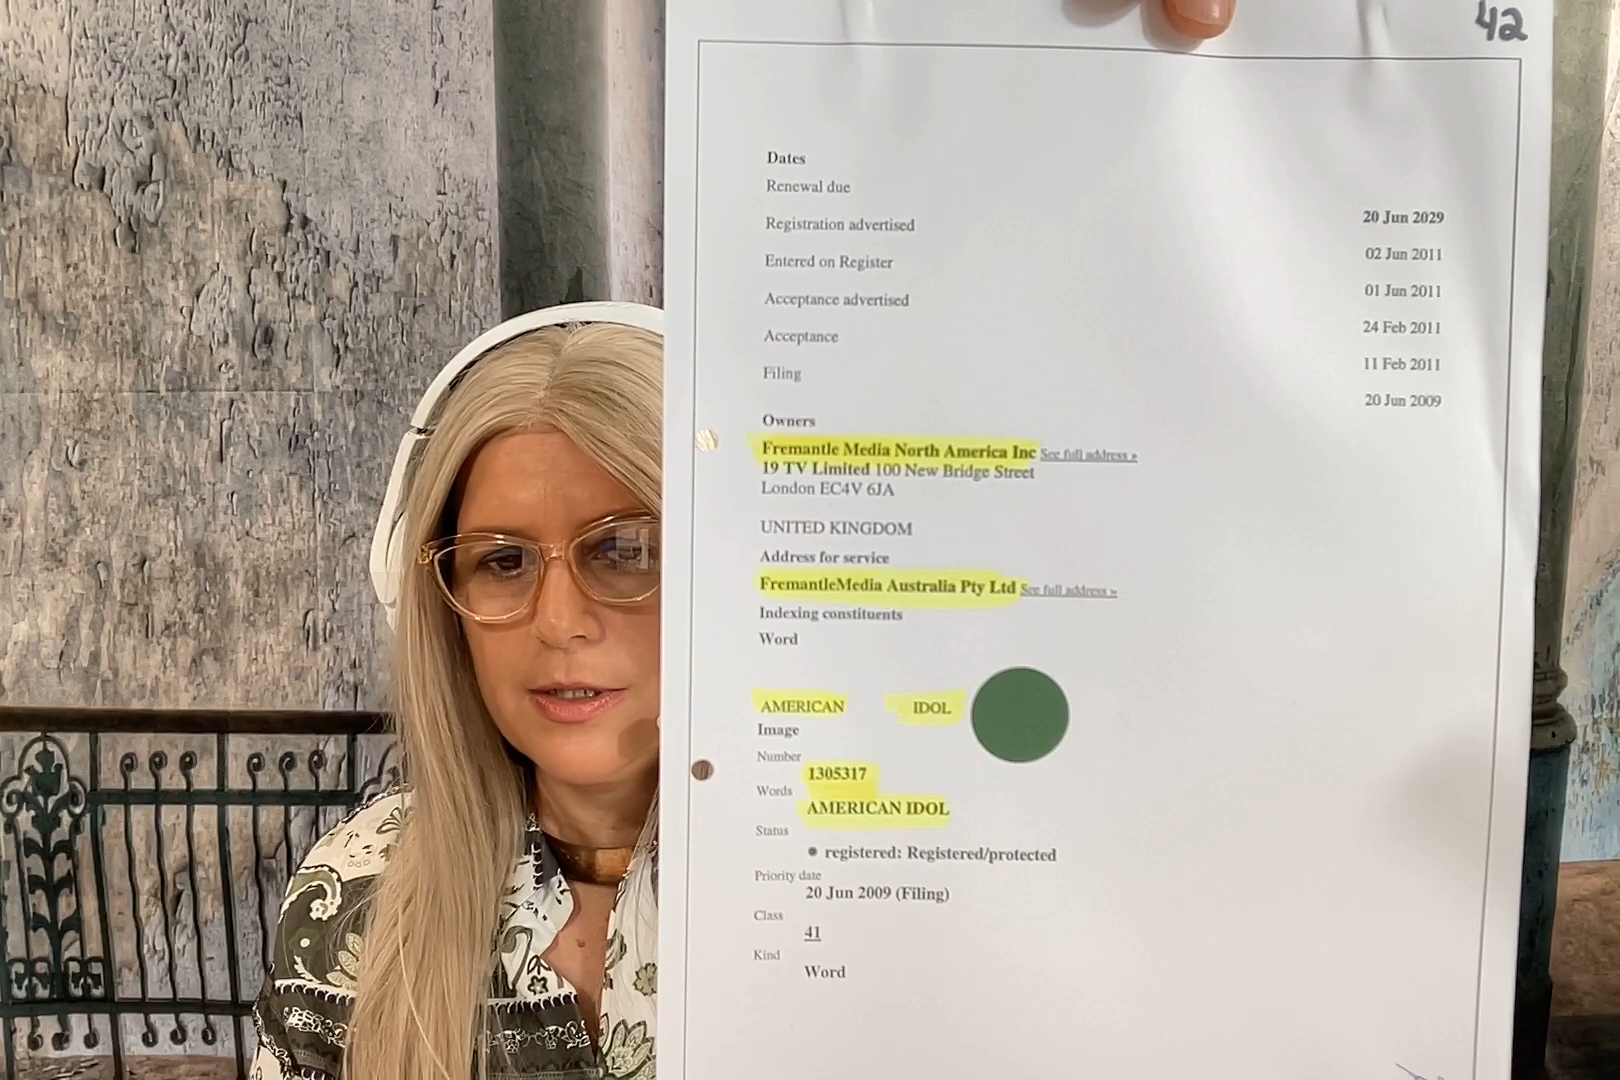 42
Dates
Renewal due
20 Jun 2029
Registration advertised
02 Jun 2011
Entered on Register
01 Jun 2011
Acceptance advertised
24 Feb 2011
Acceptance
11 Feb 2011
Filing
20 Jun 2009
Owners
Fremantle Media North America Inc See full address »
19 TV Limited 100 New Bridge Street
London EC4V 6JA
UNITED KINGDOM
Address for service
FremantleMedia Australia Pty Ltd See full address »
Indexing constituents
Word
AMERICAN IDOL
Image
Number
1305317
Words
AMERICAN IDOL
Status
• registered: Registered/protected
Priority date
20 Jun 2009 (Filing)
Class
41
Kind
Word